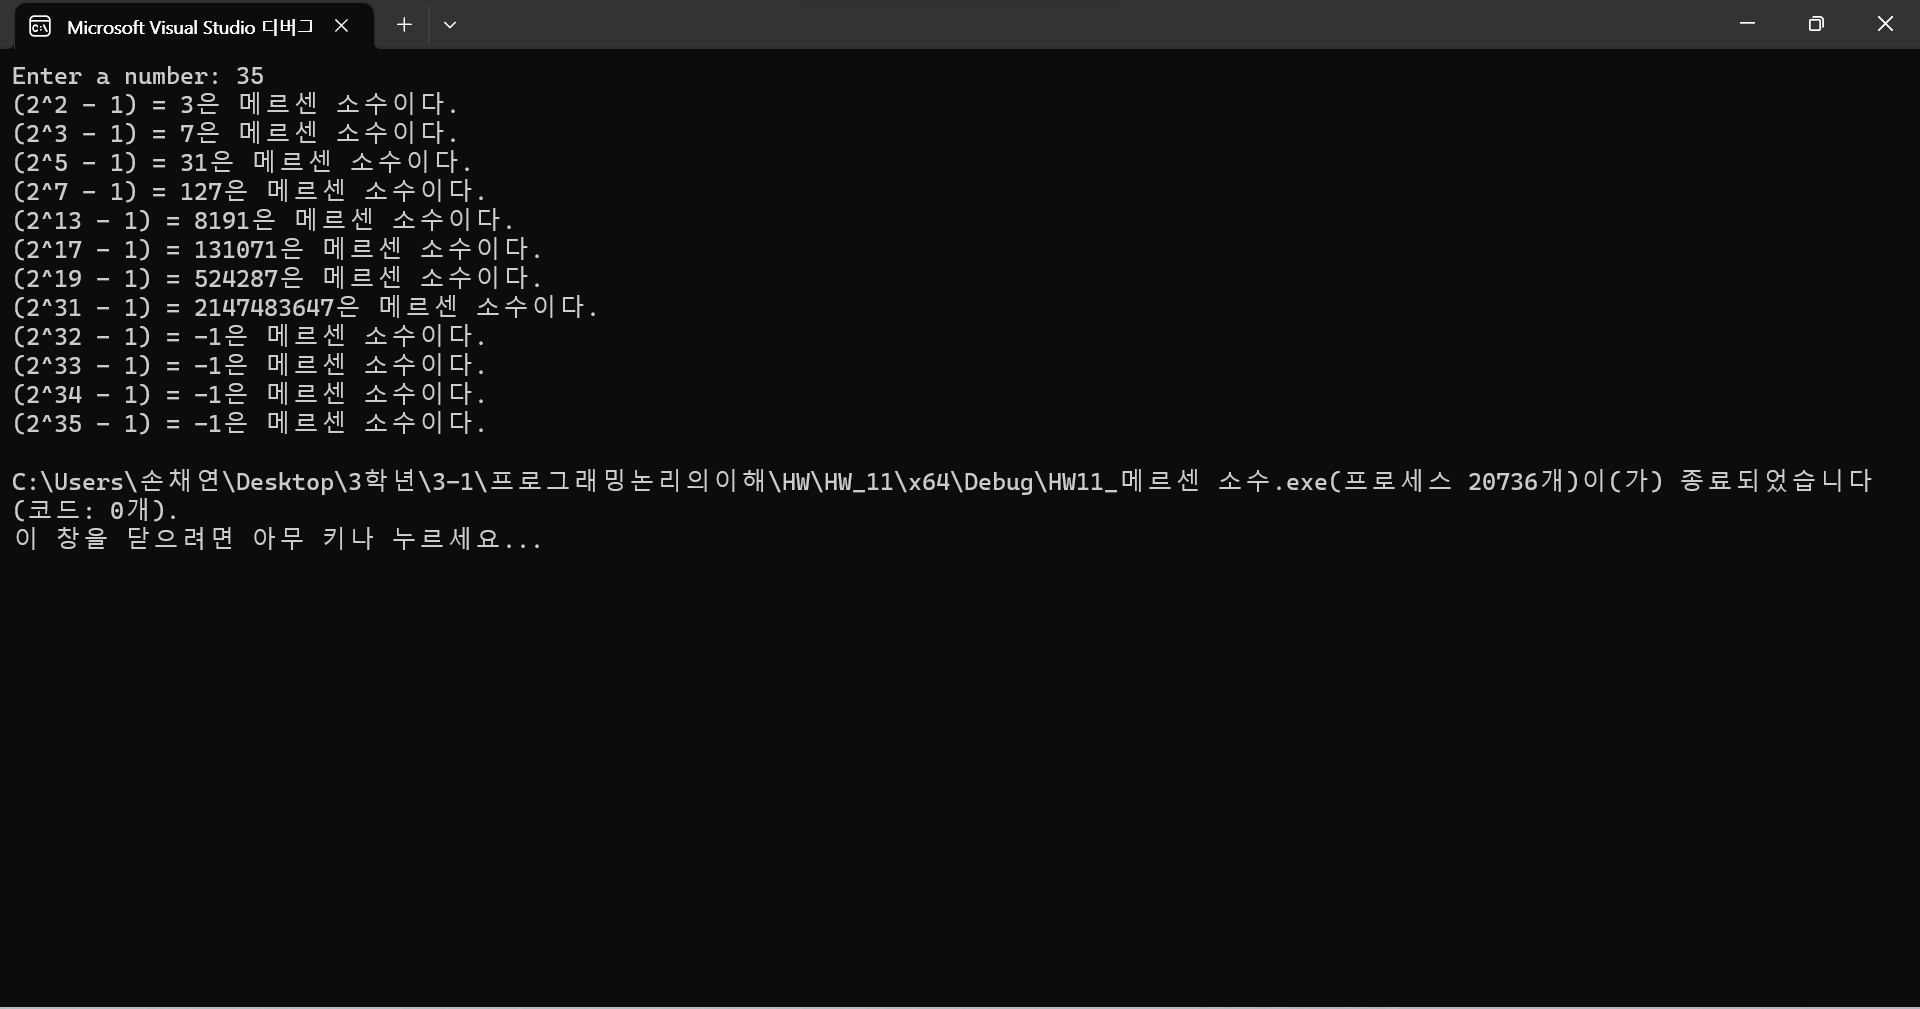 Microsoft Visual Studio 디버그
Enter a number: 35
(2^2 - 1) = 3은 메르센 소수이다.
(2^3 - 1) = 7은 메르센 소수이다.
(2^5 - 1) = 31은 메르센 소수이다.
(2^7 - 1) = 127은 메르센 소수이다.
(2^13 - 1) = 8191은 메르센 소수이다.
(2^17 - 1) = 131071은 메르센 소수이다.
(2^19 - 1) = 524287은 메르센 소수이다.
(2^31 - 1) = 2147483647은 메르센 소수이다.
(2^32 - 1) = -1은 메르센 소수이다.
(2^33 - 1) = -1은 메르센 소수이다.
(2^34 - 1) = -1은 메르센 소수이다.
(2^35 - 1) = -1은 메르센 소수이다.
C:\Users\손채연\Desktop\3학년\3-1\프로그래밍논리의이해\HW\HW_11\x64\Debug\HW11_메르센 소수.exe(프로세스 20736개)이(가) 종료되었습니다
(코드: 0개).
이 창을 닫으려면 아무 키나 누르세요...